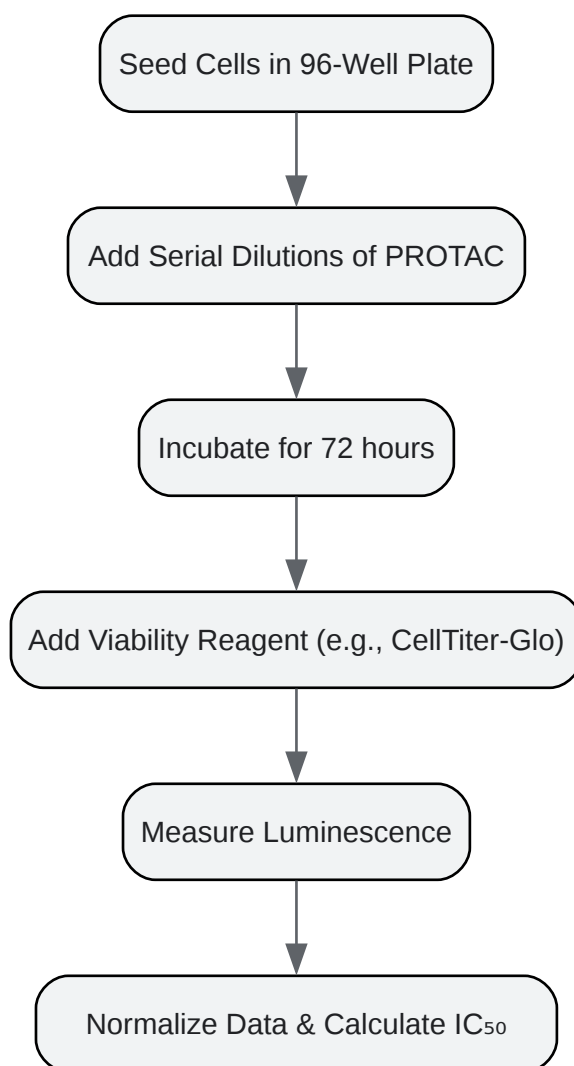 Seed Cells in 96-Well Plate
Add Serial Dilutions of PROTAC
Incubate for 72 hours
Add Viability Reagent (e.g., CellTiter-Glo)
Measure Luminescence
Normalize Data & Calculate IC₅₀